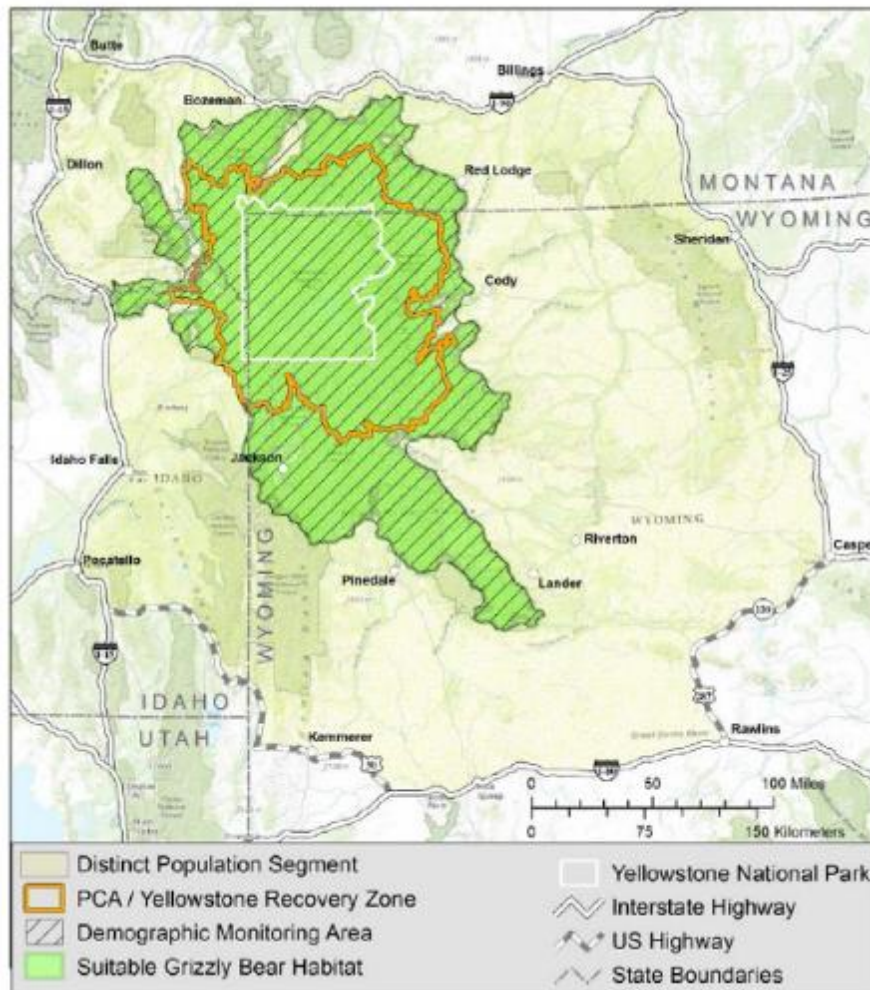 Butte
Billings
Bozeman
Dillon
Red Lodge
MONTANA
WYOMING
Sheridan
Cody
Idaho Falls
Jackson
IDAHO
WYOMING
Riverton
Casper
Pocatello
WYOMING
Pinedale
Lander
IDAHO
UTAH
Kemmerer
Rawlins
0 50 100 Miles
0 75 150 Kilometers
Distinct Population Segment
PCA / Yellowstone Recovery Zone
Demographic Monitoring Area
Suitable Grizzly Bear Habitat
Yellowstone National Park
Interstate Highway
US Highway
State Boundaries